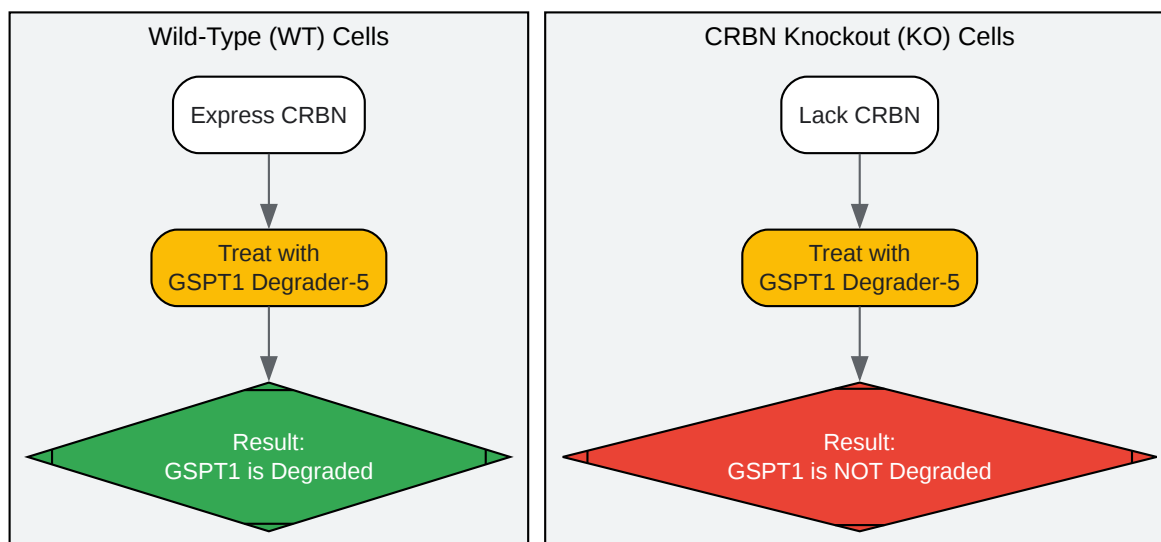 Wild-Type (WT) Cells
Express CRBN
Treat with
GSPT1 Degrader-5
Result:
GSPT1 is Degraded
CRBN Knockout (KO) Cells
Lack CRBN
Treat with
GSPT1 Degrader-5
Result:
GSPT1 is NOT Degraded